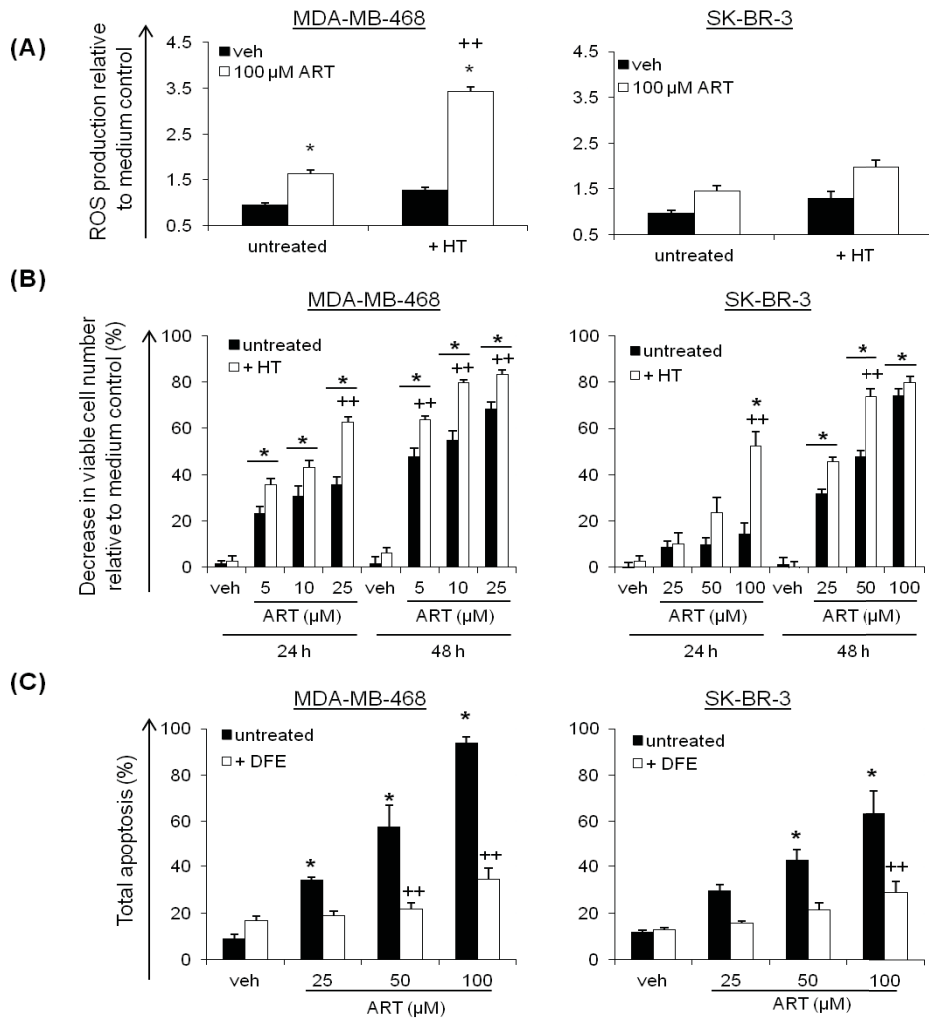 MDA-MB-468
SK-BR-3
(A)
ROS production relative
to medium control
4.5
3.5
2.5
1.5
0.5
veh
100 µM ART
*
++
*
untreated
+ HT
4.5
3.5
2.5
1.5
0.5
veh
100 µM ART
untreated
+ HT
(B)
MDA-MB-468
SK-BR-3
Decrease in viable cell number
relative to medium control (%)
100
80
60
40
20
0
untreated
+ HT
* * * ++ * ++ * ++ * ++
veh 5 10 25 veh 5 10 25
ART (µM) ART (µM)
24 h 48 h
100
80
60
40
20
0
untreated
+ HT
* ++ * * ++ *
veh 25 50 100 veh 25 50 100
ART (µM) ART (µM)
24 h 48 h
(C)
MDA-MB-468
SK-BR-3
Total apoptosis (%)
100
80
60
40
20
0
untreated
+ DFE
* * ++ * ++
veh 25 50 100
ART (µM)
100
80
60
40
20
0
untreated
+ DFE
* * ++
veh 25 50 100
ART (µM)